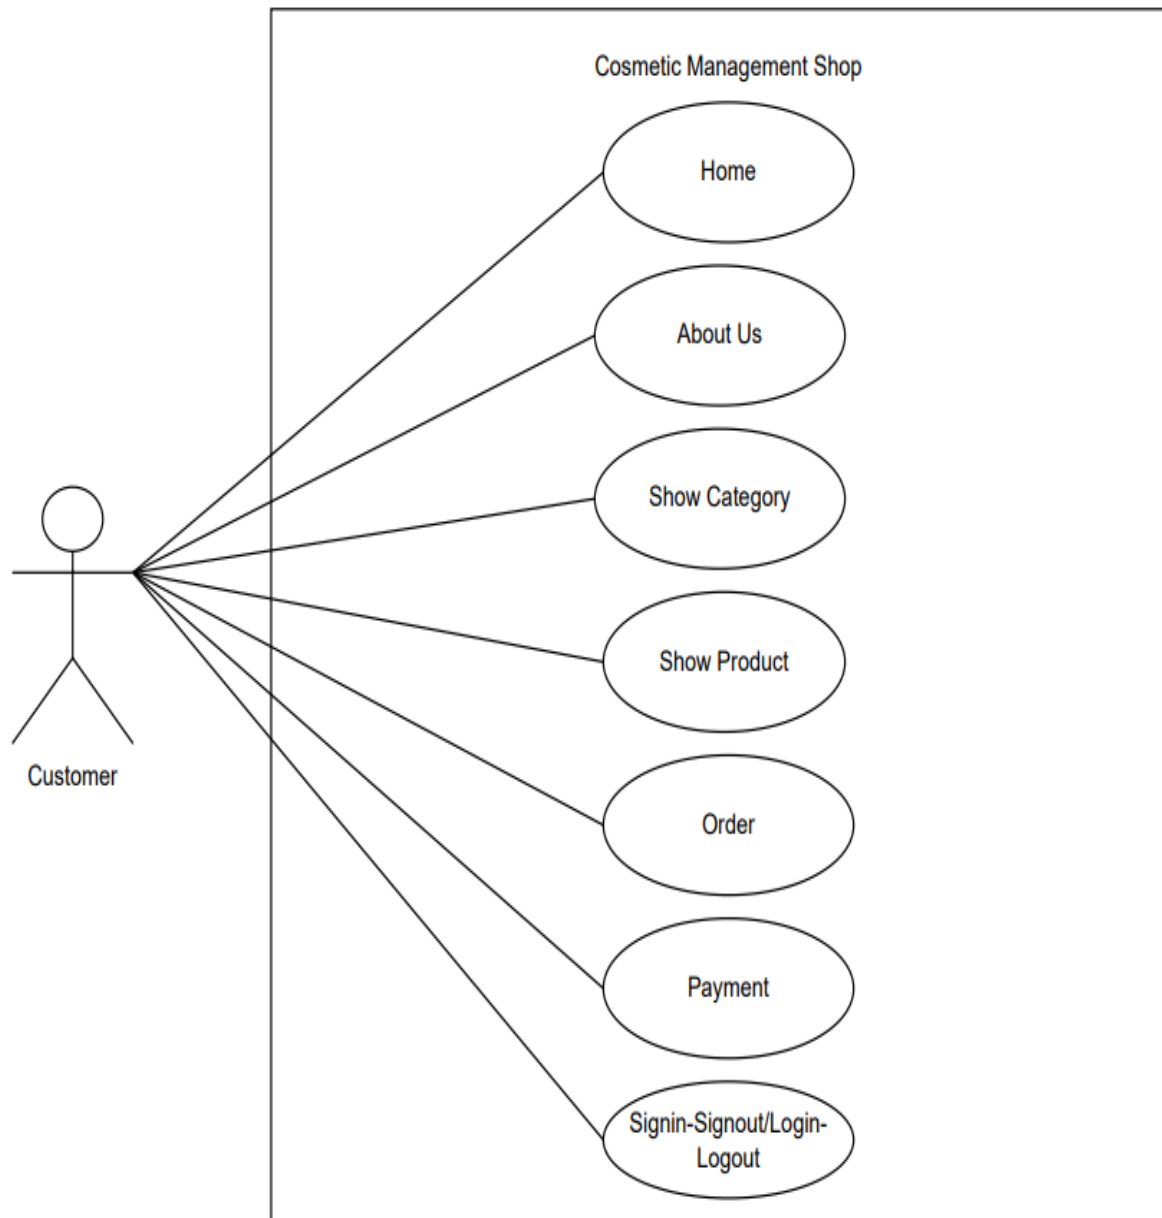 Cosmetic Management Shop
Home
About Us
Show Category
Show Product
Customer
Order
Payment
Signin-Signout/Login-
Logout